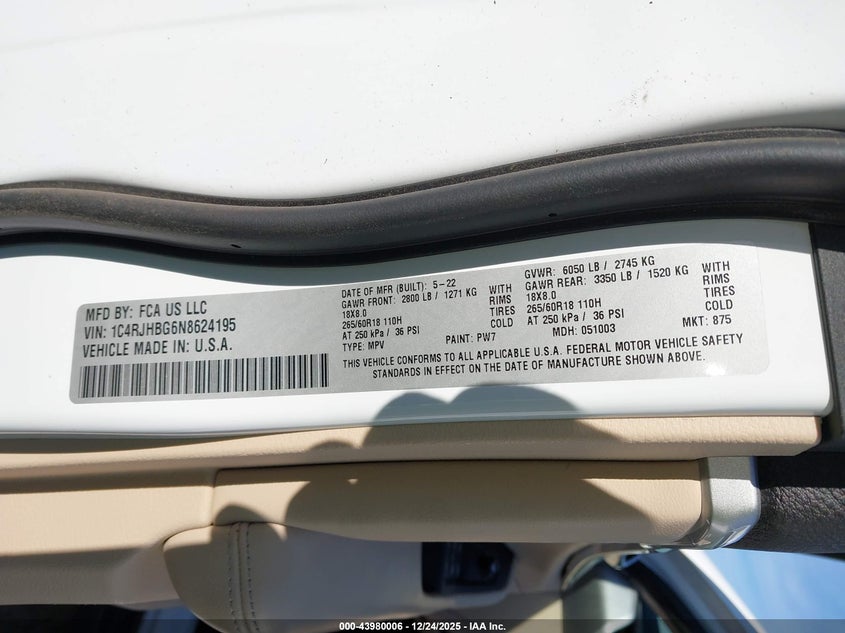 MFD BY: FCA US LLC
VIN: 1C4RJHBG6N8624195
VEHICLE MADE IN: U.S.A.
DATE OF MFR (BUILT): 5-22
GAWR FRONT: 2800 LB / 1271 KG WITH
18X8.0 RIMS
265/60R18 110H TIRES
AT 250 kPa / 36 PSI COLD
TYPE: MPV PAINT: PW7
GVWR: 6050 LB / 2745 KG
GAWR REAR: 3350 LB / 1520 KG WITH
18X8.0 RIMS
265/60R18 110H TIRES
AT 250 kPa / 36 PSI COLD
MDH: 051003 MKT: 875
THIS VEHICLE CONFORMS TO ALL APPLICABLE U.S.A. FEDERAL MOTOR VEHICLE SAFETY
STANDARDS IN EFFECT ON THE DATE OF MANUFACTURE SHOWN ABOVE.
000-43980006 - 12/24/2025 - IAA Inc.